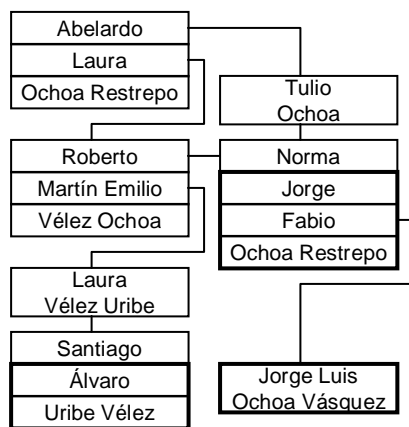 Abelardo
Laura
Ochoa Restrepo
Tulio
Ochoa
Roberto
Martín Emilio
Vélez Ochoa
Norma
Jorge
Fabio
Ochoa Restrepo
Laura
Vélez Uribe
Santiago
Álvaro
Uribe Vélez
Jorge Luis
Ochoa Vásquez